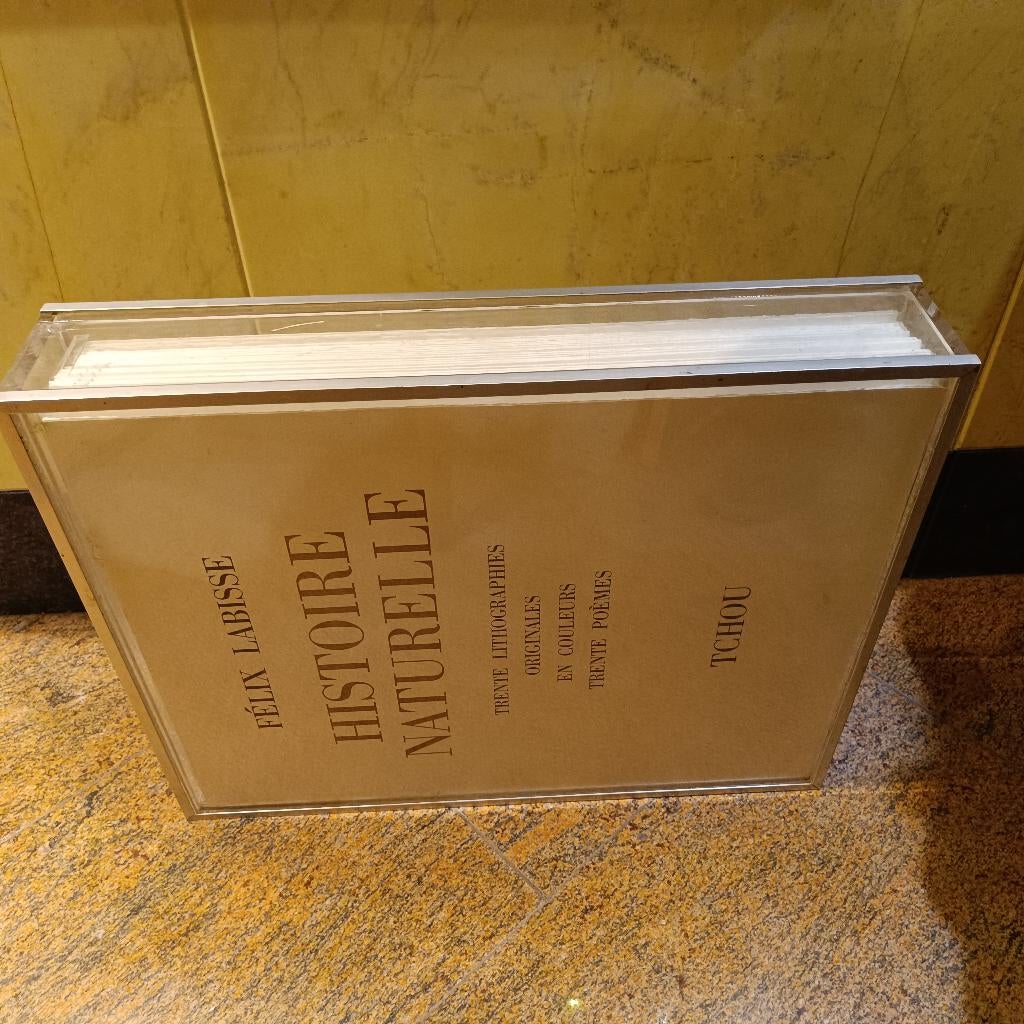 FÉLIX LABISSE
HISTOIRE
NATURELLE
TRENTE LITHOGRAPHIES
ORIGINALES
EN COULEURS
TRENTE POÈMES
TCHOU